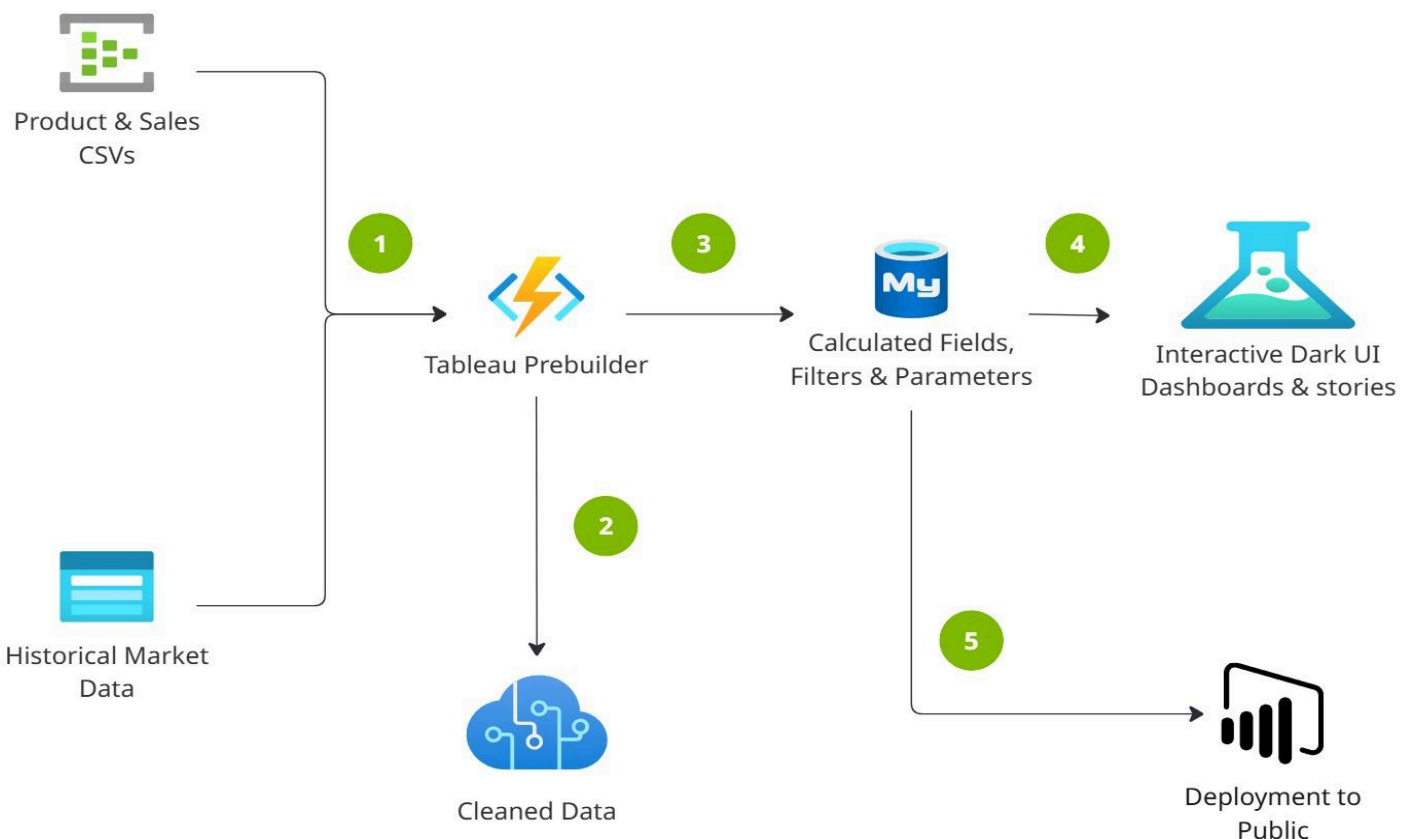 Product & Sales
CSVs
1
3
4
My
Tableau Prebuilder
Calculated Fields,
Filters & Parameters
Interactive Dark UI
Dashboards & stories
2
5
Historical Market
Data
Cleaned Data
Deployment to
Public